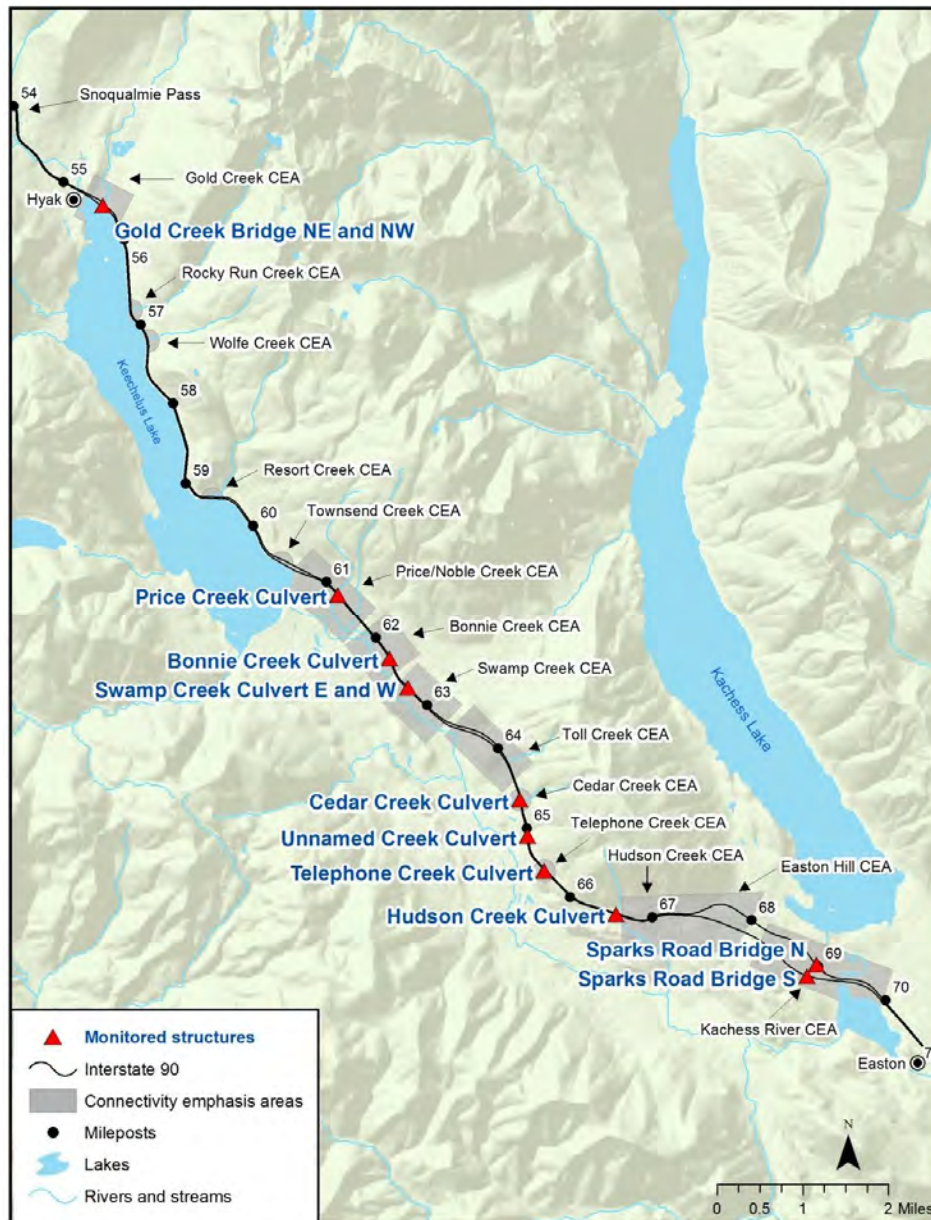 54
Snoqualmie Pass
55
Gold Creek CEA
Hyak
Gold Creek Bridge NE and NW
56
Rocky Run Creek CEA
57
Wolfe Creek CEA
Keechelus Lake
58
59
Resort Creek CEA
60
Townsend Creek CEA
61
Price/Noble Creek CEA
Price Creek Culvert
62
Bonnie Creek CEA
Bonnie Creek Culvert
Swamp Creek CEA
Swamp Creek Culvert E and W
63
Kachess Lake
64
Toll Creek CEA
Cedar Creek CEA
Cedar Creek Culvert
65
Telephone Creek CEA
Unnamed Creek Culvert
Hudson Creek CEA
Easton Hill CEA
Telephone Creek Culvert
66
67
68
Hudson Creek Culvert
Sparks Road Bridge N
69
Sparks Road Bridge S
70
Kachess River CEA
7
Easton
Monitored structures
Interstate 90
Connectivity emphasis areas
Mileposts
Lakes
Rivers and streams
N
0 0.5 1 2 Miles